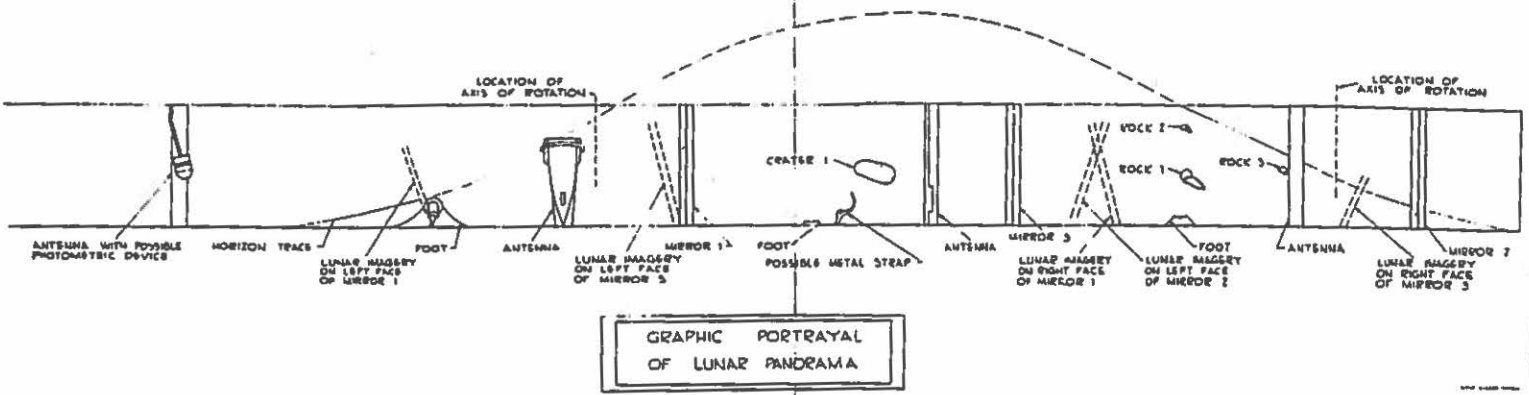 LOCATION OF
AXIS OF ROTATION
LOCATION OF
AXIS OF ROTATION
ROCK 2
CRATER 1
ROCK 1
ROCK 3
ANTENNA WITH POSSIBLE
PHOTOMETRIC DEVICE
HORIZON TRACE
LUNAR IMAGERY
ON LEFT FACE
OF MIRROR 1
FOOT
ANTENNA
LUNAR IMAGERY
ON LEFT FACE
OF MIRROR 3
MIRROR 1
FOOT
POSSIBLE METAL STRAP
ANTENNA
MIRROR 3
LUNAR IMAGERY
ON RIGHT FACE
OF MIRROR 1
LUNAR IMAGERY
ON LEFT FACE
OF MIRROR 2
FOOT
ANTENNA
LUNAR IMAGERY
ON RIGHT FACE
OF MIRROR 3
MIRROR 2
GRAPHIC PORTRAYAL
OF LUNAR PANORAMA